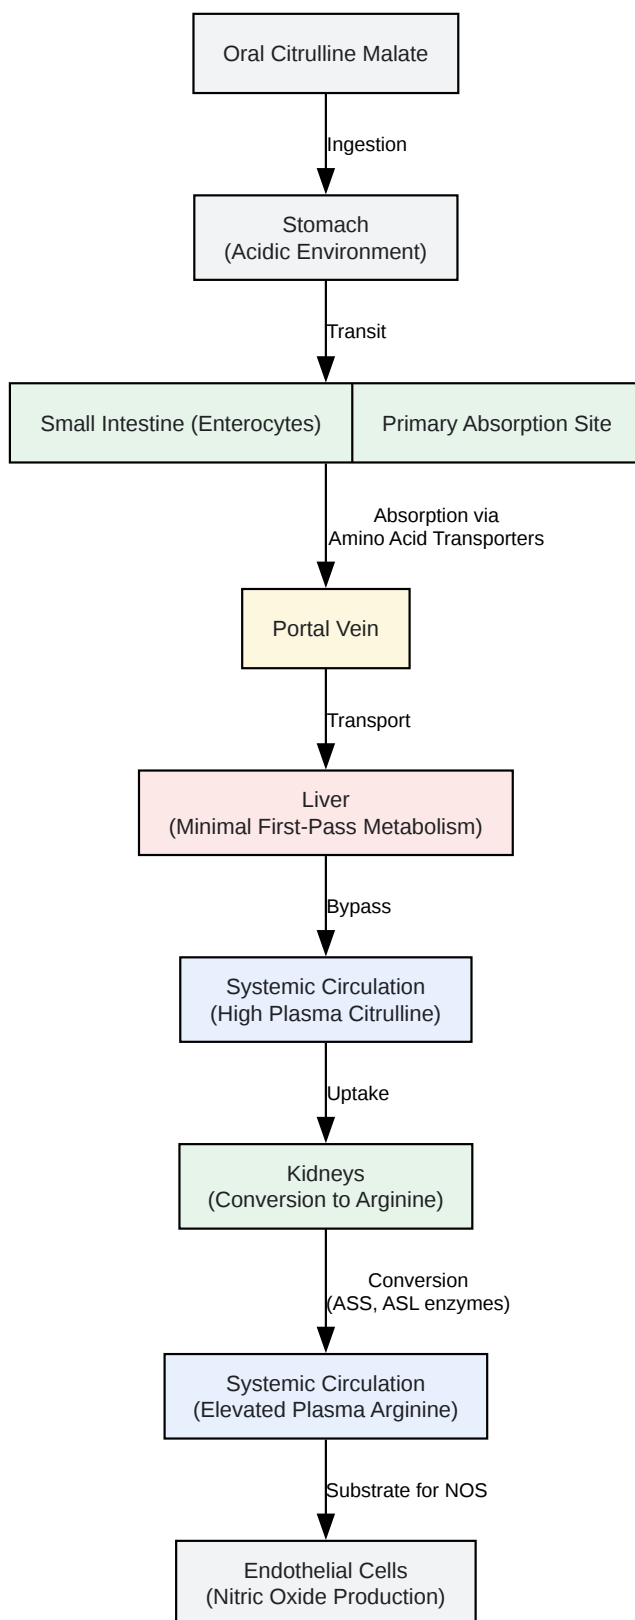 Oral Citrulline Malate
Ingestion
Stomach
(Acidic Environment)
Transit
Small Intestine (Enterocytes)
Primary Absorption Site
Absorption via
Amino Acid Transporters
Portal Vein
Transport
Liver
(Minimal First-Pass Metabolism)
Bypass
Systemic Circulation
(High Plasma Citrulline)
Uptake
Kidneys
(Conversion to Arginine)
Conversion
(ASS, ASL enzymes)
Systemic Circulation
(Elevated Plasma Arginine)
Substrate for NOS
Endothelial Cells
(Nitric Oxide Production)